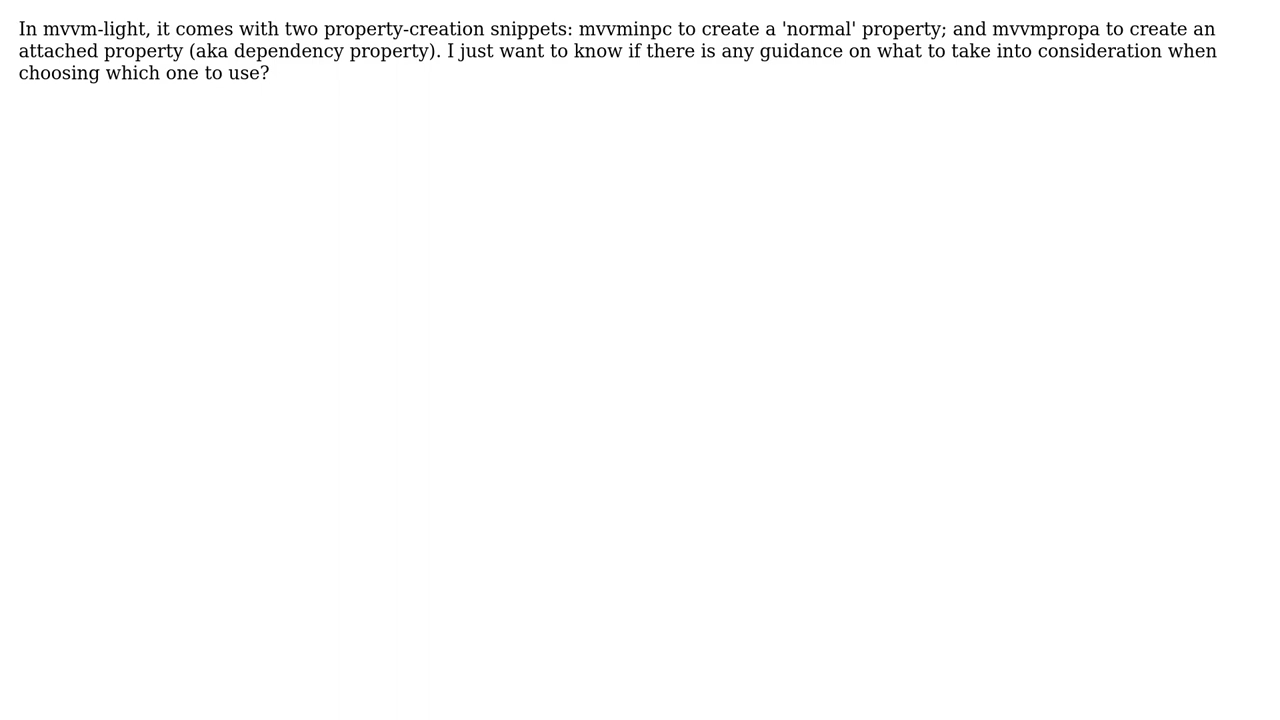 In mvvm-light, it comes with two property-creation snippets: mvvminpc to create a 'normal' property; and mvvmpropa to create an
attached property (aka dependency property). I just want to know if there is any guidance on what to take into consideration when
choosing which one to use?